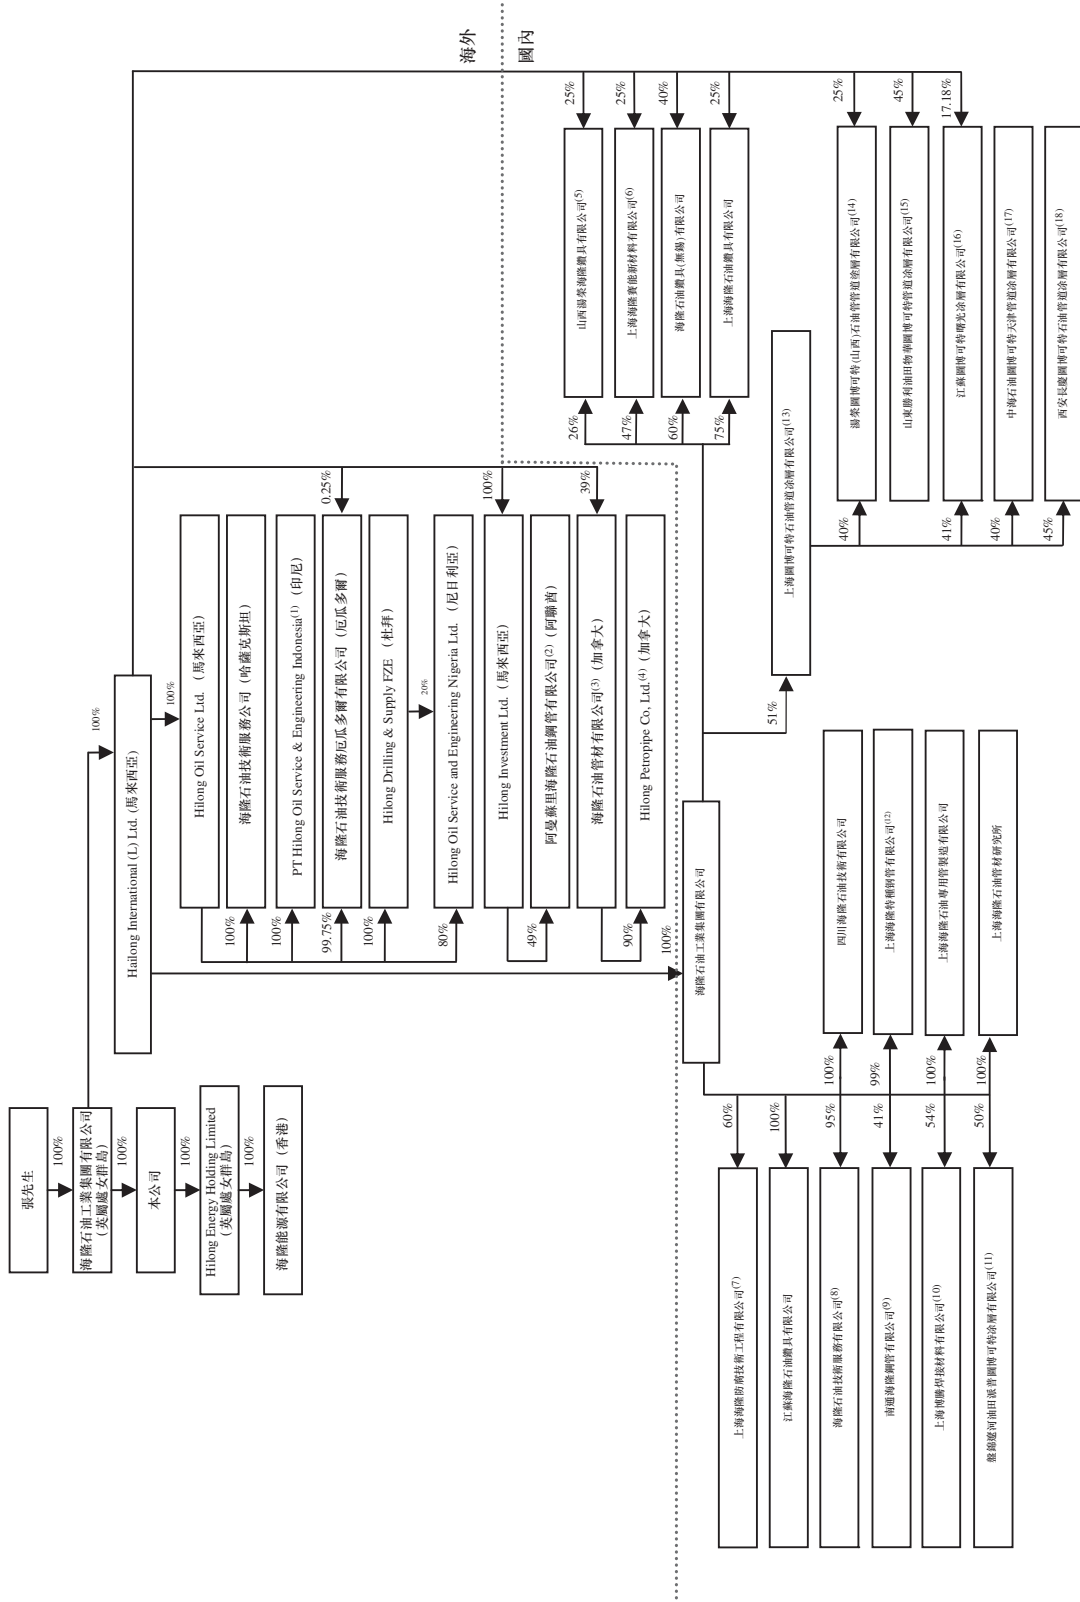 張先生
100%
海隆石油工業集團有限公司
（英屬處女群島）
100%
本公司
100%
Hilong Energy Holding Limited
（英屬處女群島）
100%
海隆能源有限公司（香港）
100%
Hailong International (L) Ltd. (馬來西亞)
100%
Hilong Oil Service Ltd.（馬來西亞）
100%
海隆石油技術服務公司（哈薩克斯坦）
100%
PT Hilong Oil Service & Engineering Indonesia(1)（印尼）
99.75%
0.25%
海隆石油技術服務厄瓜多爾有限公司（厄瓜多爾）
100%
Hilong Drilling & Supply FZE （杜拜）
20%
80%
Hilong Oil Service and Engineering Nigeria Ltd.（尼日利亞）
100%
Hilong Investment Ltd.（馬來西亞）
49%
阿曼蘇里海隆石油鋼管有限公司(2)（阿聯酋）
39%
海隆石油管材有限公司(3)（加拿大）
90%
Hilong Petropipe Co, Ltd.(4)（加拿大）
海外
國內
100%
海隆石油工業集團有限公司
26%
25%
山西湯榮海隆鑽具有限公司(5)
47%
25%
上海海隆賽能新材料有限公司(6)
60%
40%
海隆石油鑽具(無錫)有限公司
75%
25%
上海海隆石油鑽具有限公司
51%
上海圖博可特石油管道涂層有限公司(13)
40%
25%
湯榮圖博可特(山西)石油管管道塗層有限公司(14)
45%
山東勝利油田物華圖博可特管道涂層有限公司(15)
41%
17.18%
江蘇圖博可特曙光涂層有限公司(16)
40%
中海石油圖博可特天津管道涂層有限公司(17)
45%
西安長慶圖博可特石油管道涂層有限公司(18)
100%
四川海隆石油技術有限公司
99%
上海海隆特種鋼管有限公司(12)
100%
上海海隆石油專用管製造有限公司
100%
上海海隆石油管材研究所
60%
上海海隆防腐技術工程有限公司(7)
100%
江蘇海隆石油鑽具有限公司
95%
海隆石油技術服務有限公司(8)
41%
南通海隆鋼管有限公司(9)
54%
上海博騰焊接材料有限公司(10)
50%
盤錦遼河油田派普圖博可特涂層有限公司(11)